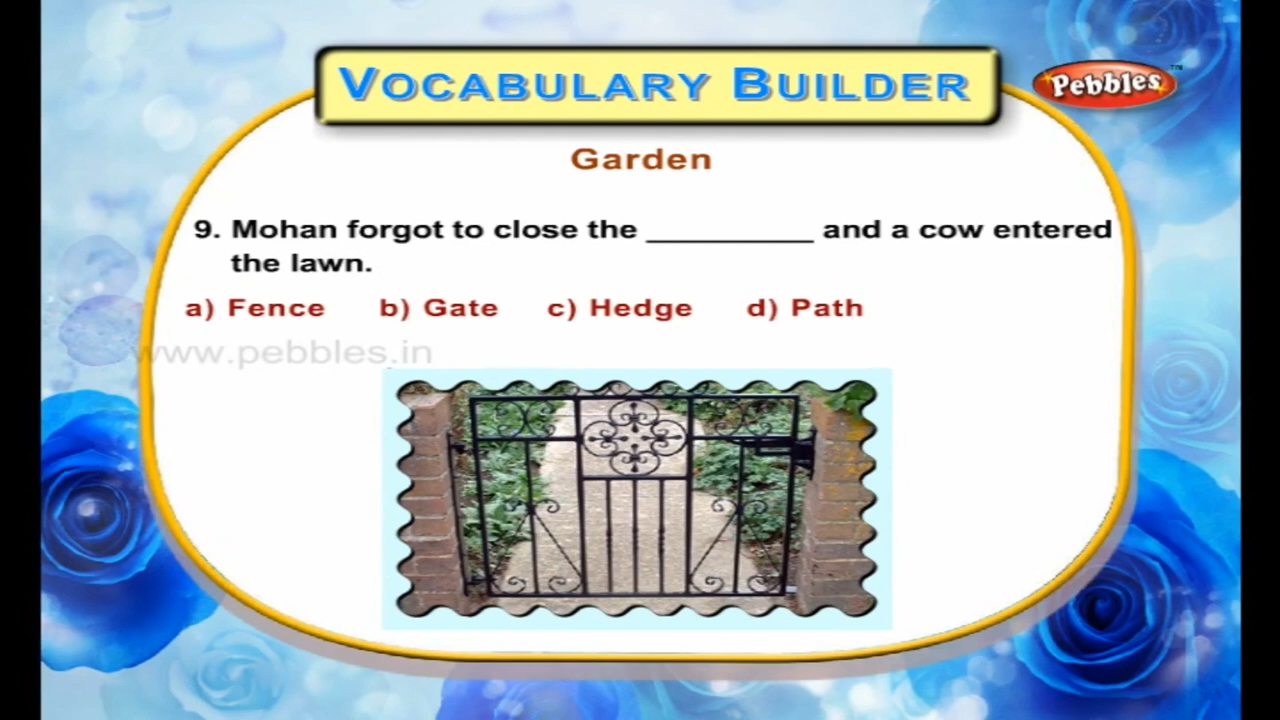 VOCABULARY BUILDER
Pebbles™
Garden
9. Mohan forgot to close the __________ and a cow entered
the lawn.
a) Fence b) Gate c) Hedge d) Path
www.pebbles.in